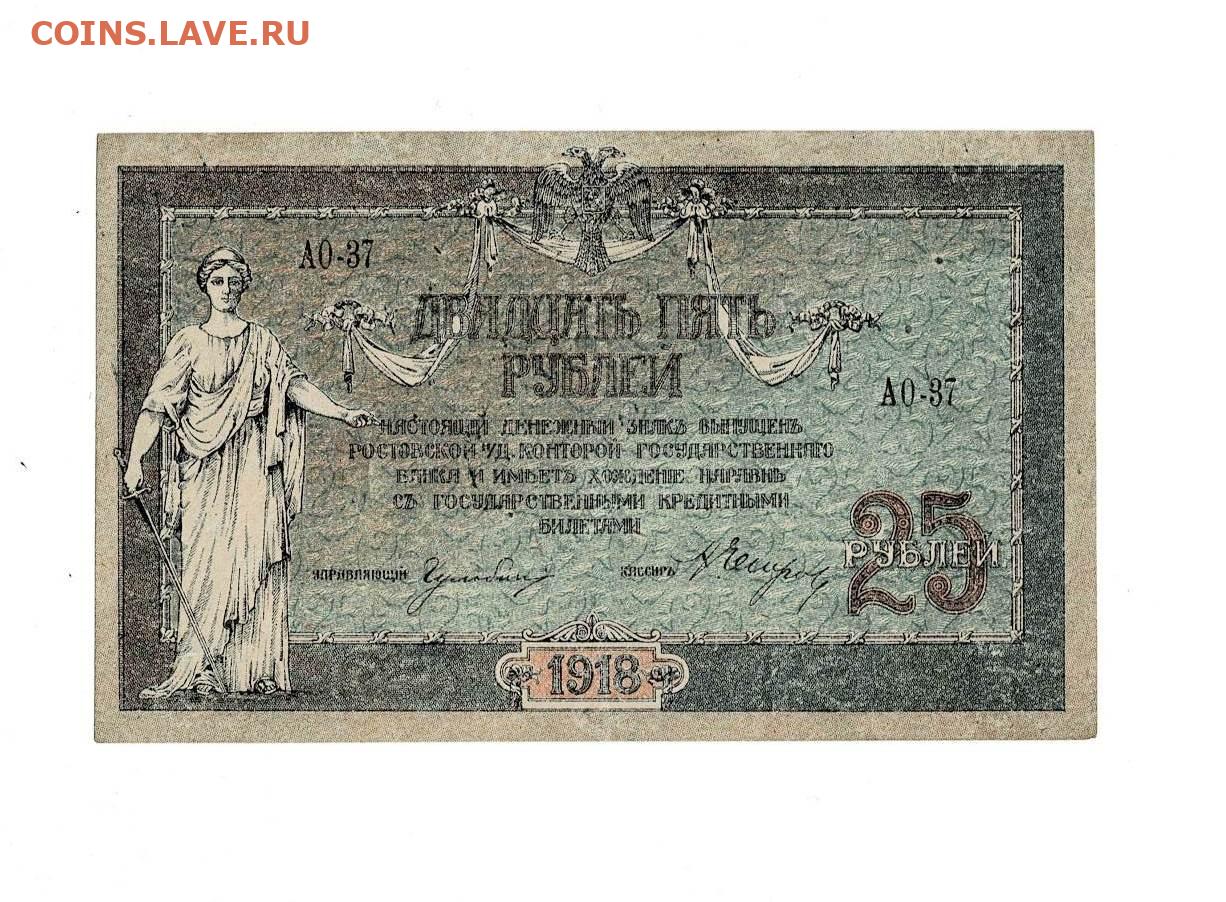 COINS.LAVE.RU
АО-37
ДВАДЦАТЬ ПЯТЬ
РУБЛЕЙ
АО-37
НАСТОЯЩІЙ ДЕНЕЖНЫЙ ЗНАКЪ ВЫПУЩЕНЪ
РОСТОВСКОЙ Н/Д. КОНТОРОЙ ГОСУДАРСТВЕННАГО
БАНКА И ИМѢЕТЪ ХОЖДЕНІЕ НАРАВНѢ
СЪ ГОСУДАРСТВЕННЫМИ КРЕДИТНЫМИ
БИЛЕТАМИ
УПРАВЛЯЮЩІЙ
КАССИРЪ
25
РУБЛЕЙ
1918